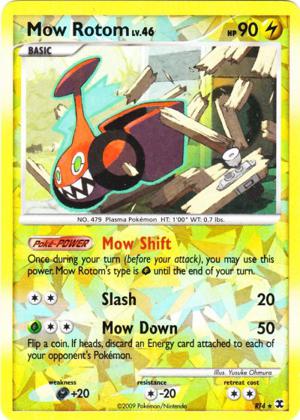 Mow Rotom LV.46 HP 90
BASIC
NO. 479 Plasma Pokémon HT: 1'00" WT: 0.7 lbs.
Poké-POWER Mow Shift
Once during your turn (before your attack), you may use this
power. Mow Rotom's type is until the end of your turn.
Slash 20
Mow Down 50
Flip a coin. If heads, discard an Energy card attached to each
of your opponent's Pokémon.
Illus. Yusuke Ohmura
weakness resistance retreat cost
+20 -20
©2009 Pokémon/Nintendo RT4